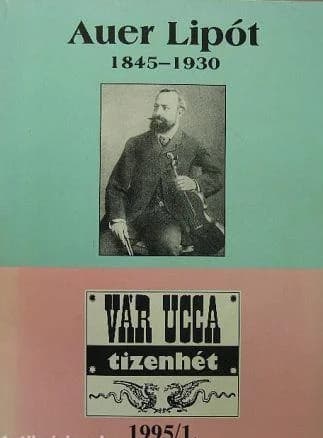 Auer Lipót
1845–1930
VÁR UCCA
tizenhét
1995/1